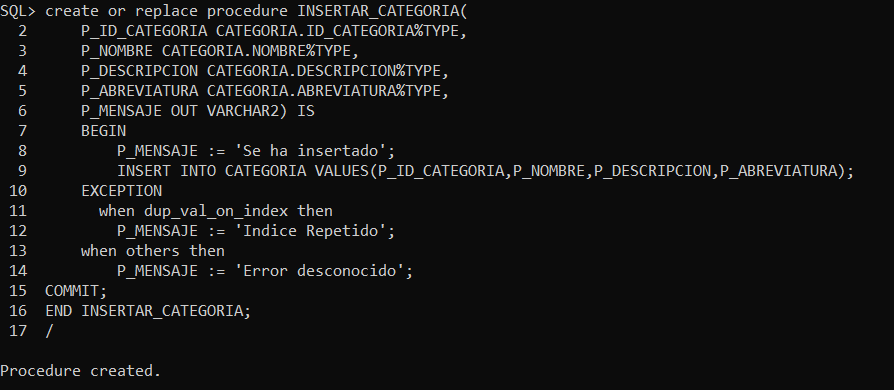 SQL> create or replace procedure INSERTAR_CATEGORIA(
  2      P_ID_CATEGORIA CATEGORIA.ID_CATEGORIA%TYPE,
  3      P_NOMBRE CATEGORIA.NOMBRE%TYPE,
  4      P_DESCRIPCION CATEGORIA.DESCRIPCION%TYPE,
  5      P_ABREVIATURA CATEGORIA.ABREVIATURA%TYPE,
  6      P_MENSAJE OUT VARCHAR2) IS
  7      BEGIN
  8          P_MENSAJE := 'Se ha insertado';
  9          INSERT INTO CATEGORIA VALUES(P_ID_CATEGORIA,P_NOMBRE,P_DESCRIPCION,P_ABREVIATURA);
 10      EXCEPTION
 11        when dup_val_on_index then
 12          P_MENSAJE := 'Indice Repetido';
 13      when others then
 14          P_MENSAJE := 'Error desconocido';
 15  COMMIT;
 16  END INSERTAR_CATEGORIA;
 17  /
Procedure created.